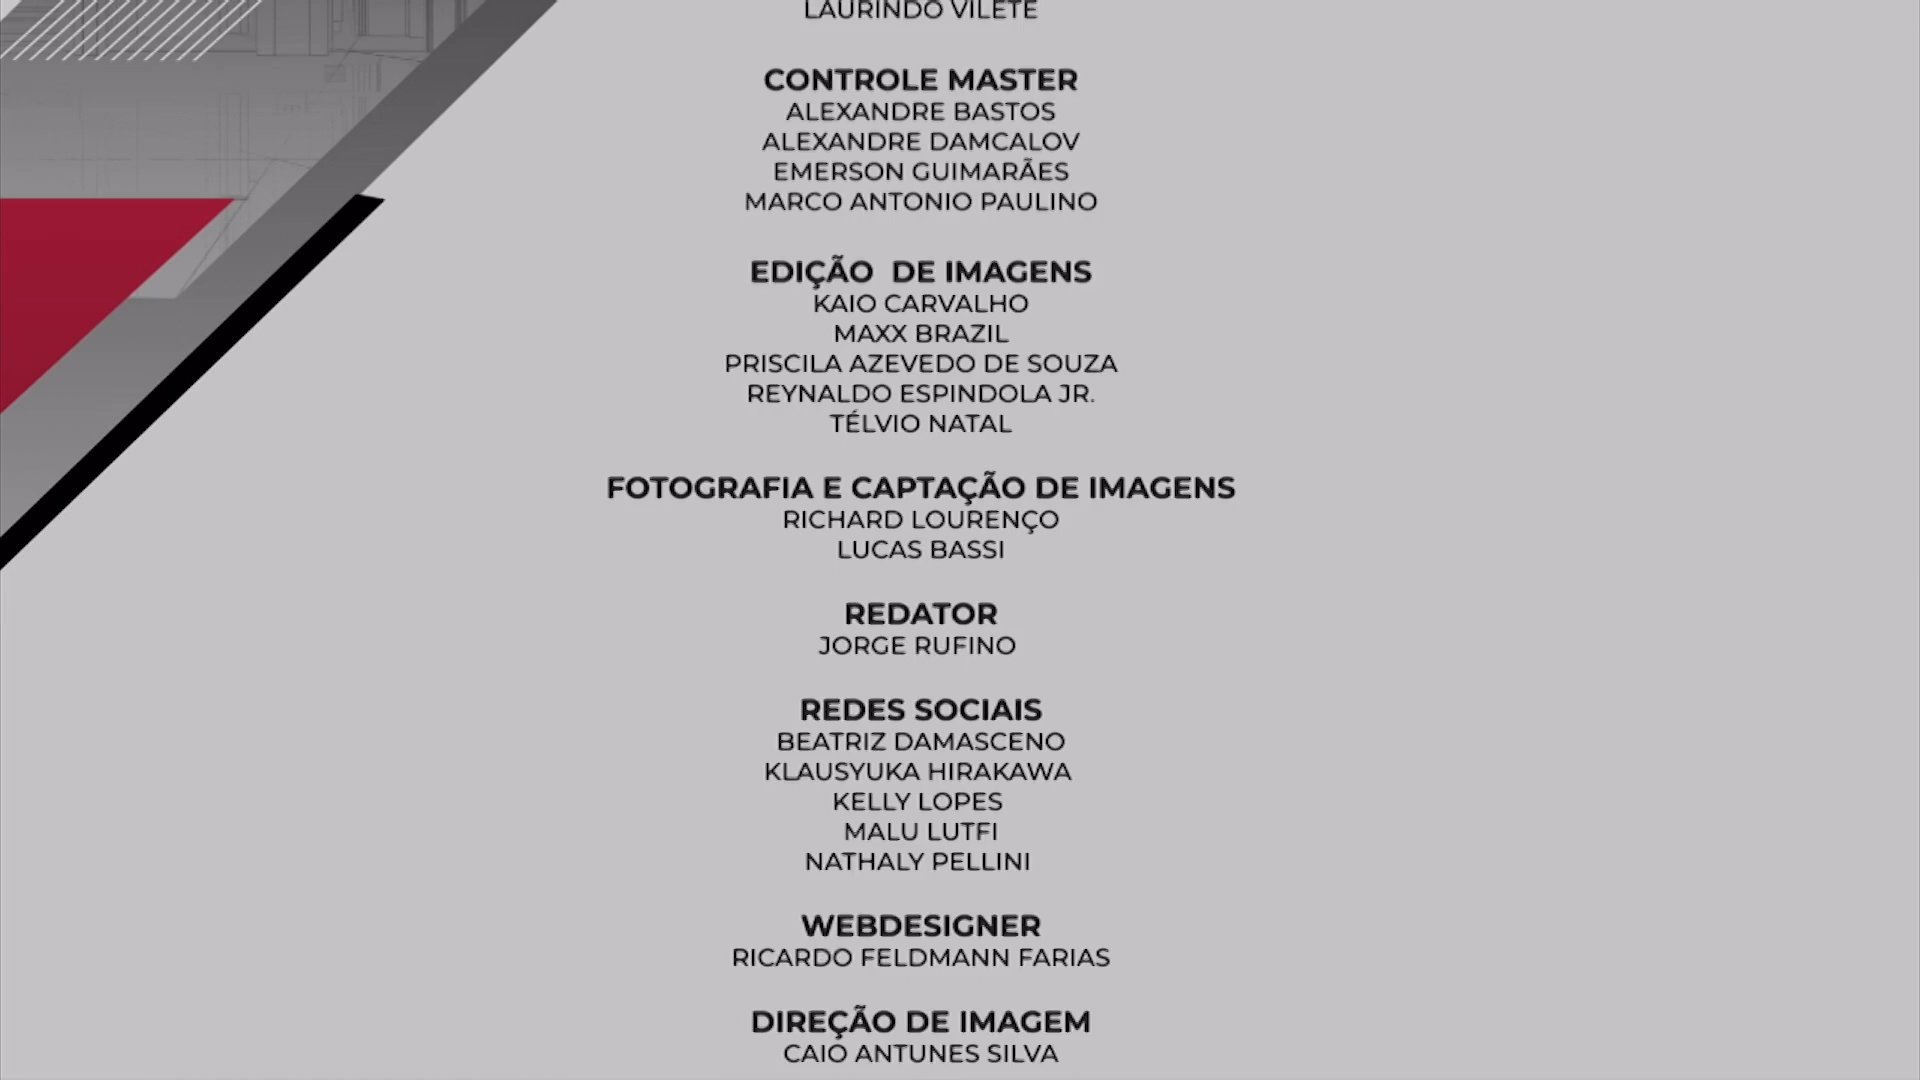 LAURINDO VILETE
CONTROLE MASTER
ALEXANDRE BASTOS
ALEXANDRE DAMCALOV
EMERSON GUIMARÃES
MARCO ANTONIO PAULINO
EDIÇÃO  DE IMAGENS
KAIO CARVALHO
MAXX BRAZIL
PRISCILA AZEVEDO DE SOUZA
REYNALDO ESPINDOLA JR.
TÉLVIO NATAL
FOTOGRAFIA E CAPTAÇÃO DE IMAGENS
RICHARD LOURENÇO
LUCAS BASSI
REDATOR
JORGE RUFINO
REDES SOCIAIS
BEATRIZ DAMASCENO
KLAUSYUKA HIRAKAWA
KELLY LOPES
MALU LUTFI
NATHALY PELLINI
WEBDESIGNER
RICARDO FELDMANN FARIAS
DIREÇÃO DE IMAGEM
CAIO ANTUNES SILVA